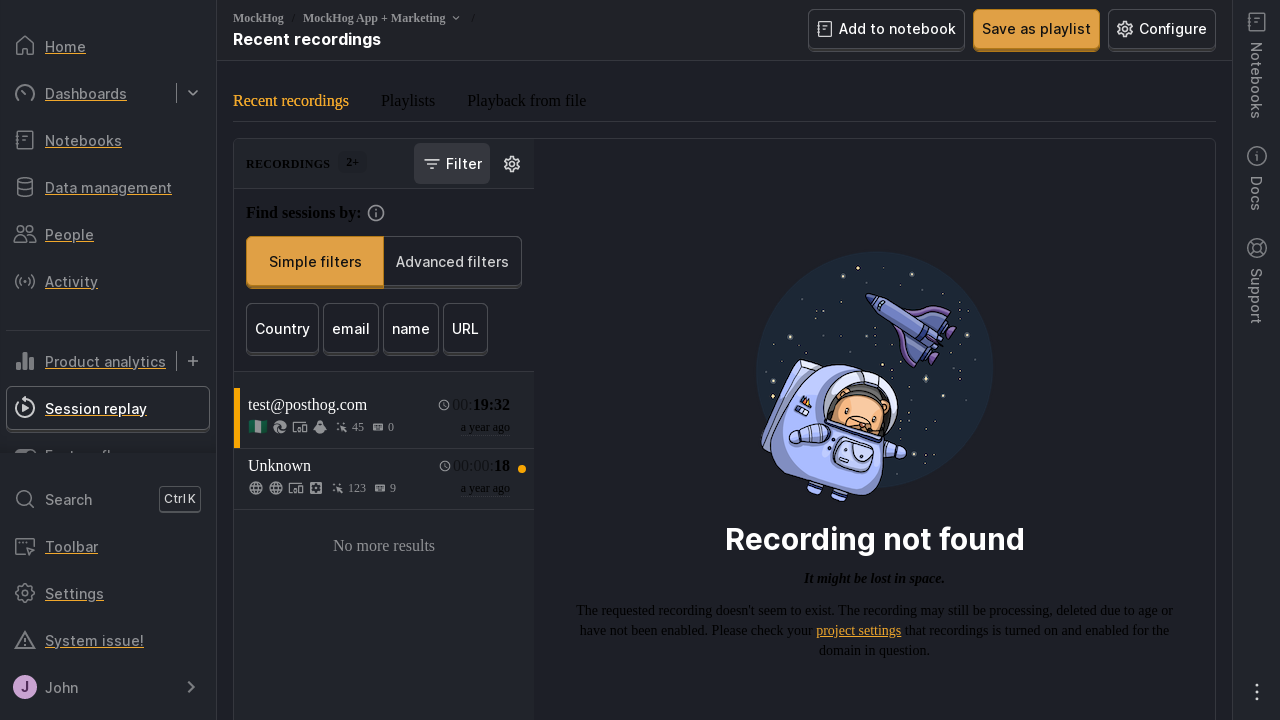 MockHog / MockHog App + Marketing /
Recent recordings
Add to notebook
Save as playlist
Configure
Home
Dashboards
Notebooks
Data management
People
Activity
Product analytics
Session replay
Search
Ctrl K
Toolbar
Settings
System issue!
J John
Recent recordings
Playlists
Playback from file
RECORDINGS 2+
Filter
Find sessions by:
Simple filters
Advanced filters
Country
email
name
URL
test@posthog.com
00:19:32
45 0
a year ago
Unknown
00:00:18
123 9
a year ago
No more results
Recording not found
It might be lost in space.
The requested recording doesn't seem to exist. The recording may still be processing, deleted due to age or
have not been enabled. Please check your project settings that recordings is turned on and enabled for the
domain in question.
Notebooks
Docs
Support